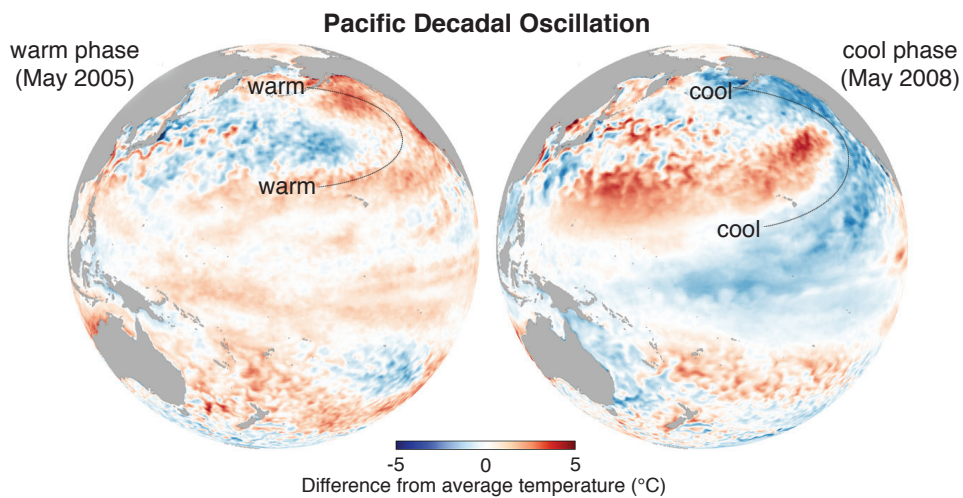 Pacific Decadal Oscillation
warm phase
(May 2005)
cool phase
(May 2008)
warm
warm
cool
cool
-5
0
5
Difference from average temperature (°C)